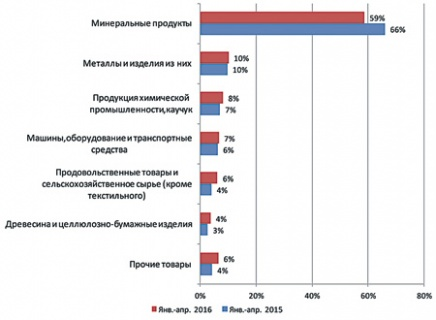 Минеральные продукты
59%
66%
Металлы и изделия из них
10%
10%
Продукция химической
промышленности, каучук
8%
7%
Машины, оборудование и транспортные
средства
7%
6%
Продовольственные товары и
сельскохозяйственное сырье (кроме
текстильного)
6%
4%
Древесина и целлюлозно-бумажные изделия
4%
3%
Прочие товары
6%
4%
0% 20% 40% 60% 80%
Янв.-апр. 2016 Янв.-апр. 2015